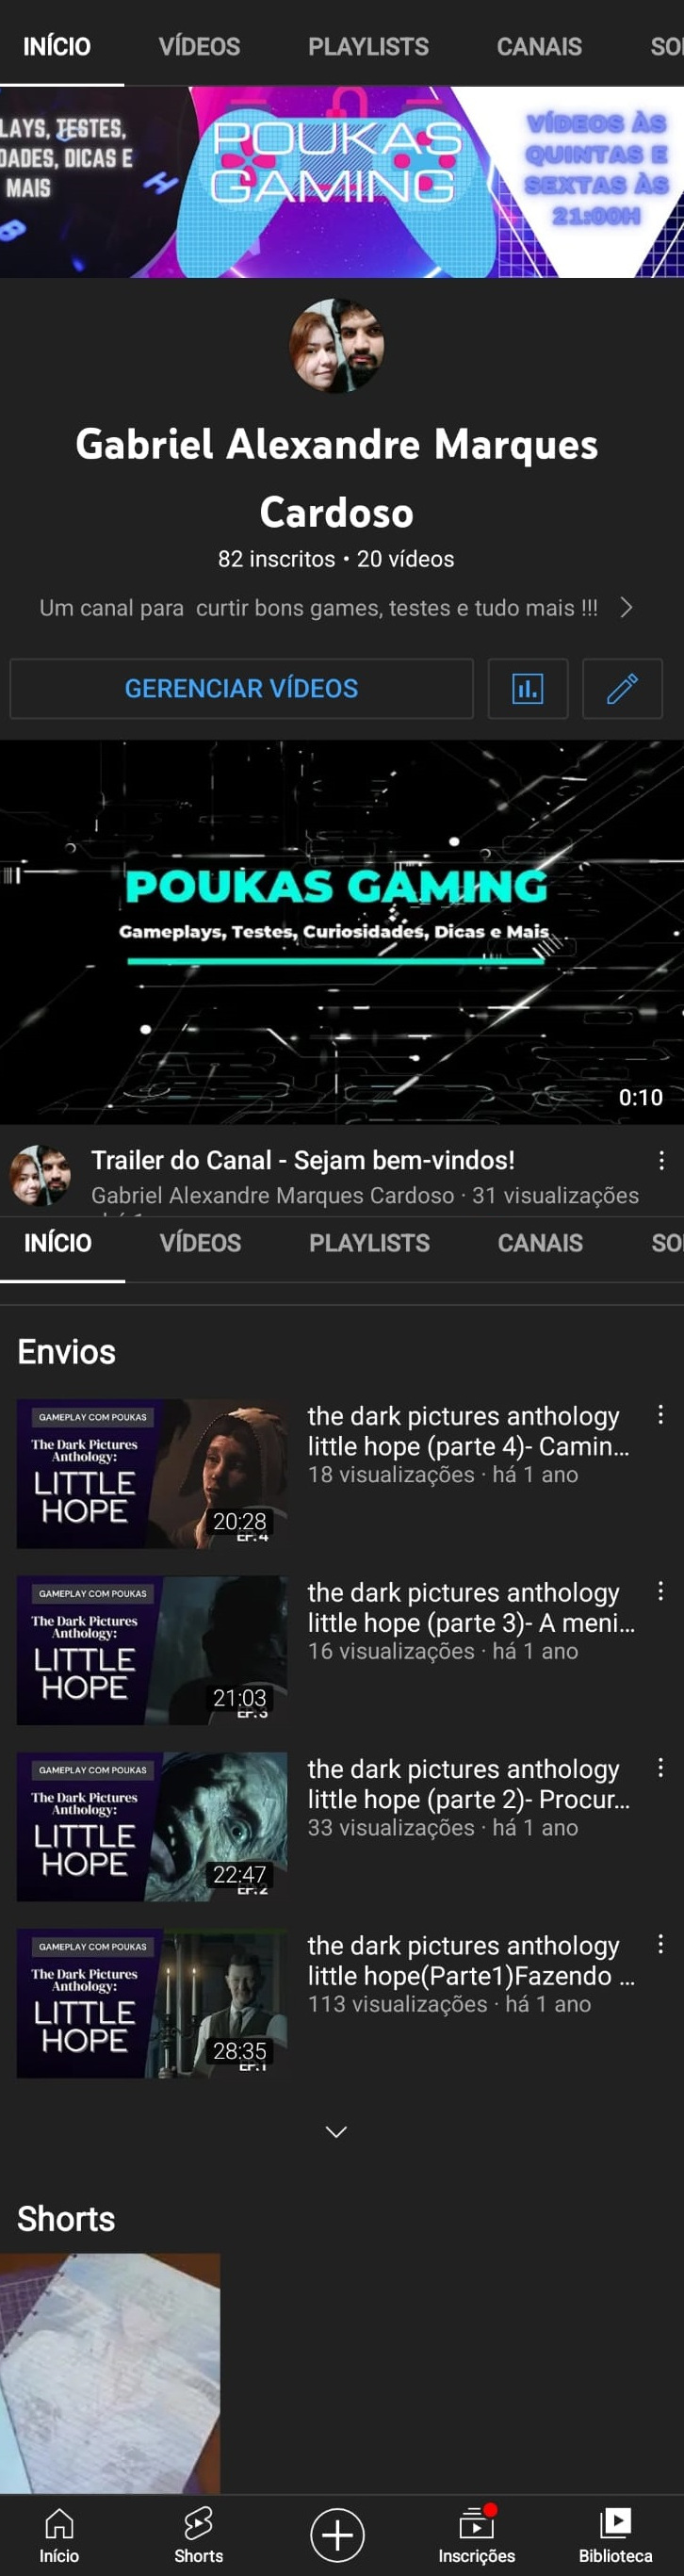 INÍCIO VÍDEOS PLAYLISTS CANAIS SO
LAYS, TESTES,
DADES, DICAS E
MAIS
POUKAS
GAMING
VÍDEOS ÀS
QUINTAS E
SEXTAS ÀS
21:00H
Gabriel Alexandre Marques
Cardoso
82 inscritos • 20 vídeos
Um canal para curtir bons games, testes e tudo mais !!!
GERENCIAR VÍDEOS
POUKAS GAMING
Gameplays, Testes, Curiosidades, Dicas e Mais
0:10
Trailer do Canal - Sejam bem-vindos!
Gabriel Alexandre Marques Cardoso · 31 visualizações
INÍCIO VÍDEOS PLAYLISTS CANAIS SO
Envios
GAMEPLAY COM POUKAS
The Dark Pictures
Anthology:
LITTLE
HOPE
20:28
EP.4
the dark pictures anthology
little hope (parte 4)- Camin...
18 visualizações · há 1 ano
GAMEPLAY COM POUKAS
The Dark Pictures
Anthology:
LITTLE
HOPE
21:03
EP.3
the dark pictures anthology
little hope (parte 3)- A meni...
16 visualizações · há 1 ano
GAMEPLAY COM POUKAS
The Dark Pictures
Anthology:
LITTLE
HOPE
22:47
EP.2
the dark pictures anthology
little hope (parte 2)- Procur...
33 visualizações · há 1 ano
GAMEPLAY COM POUKAS
The Dark Pictures
Anthology:
LITTLE
HOPE
28:35
EP.1
the dark pictures anthology
little hope(Parte1)Fazendo ...
113 visualizações · há 1 ano
Shorts
Início Shorts Inscrições Biblioteca